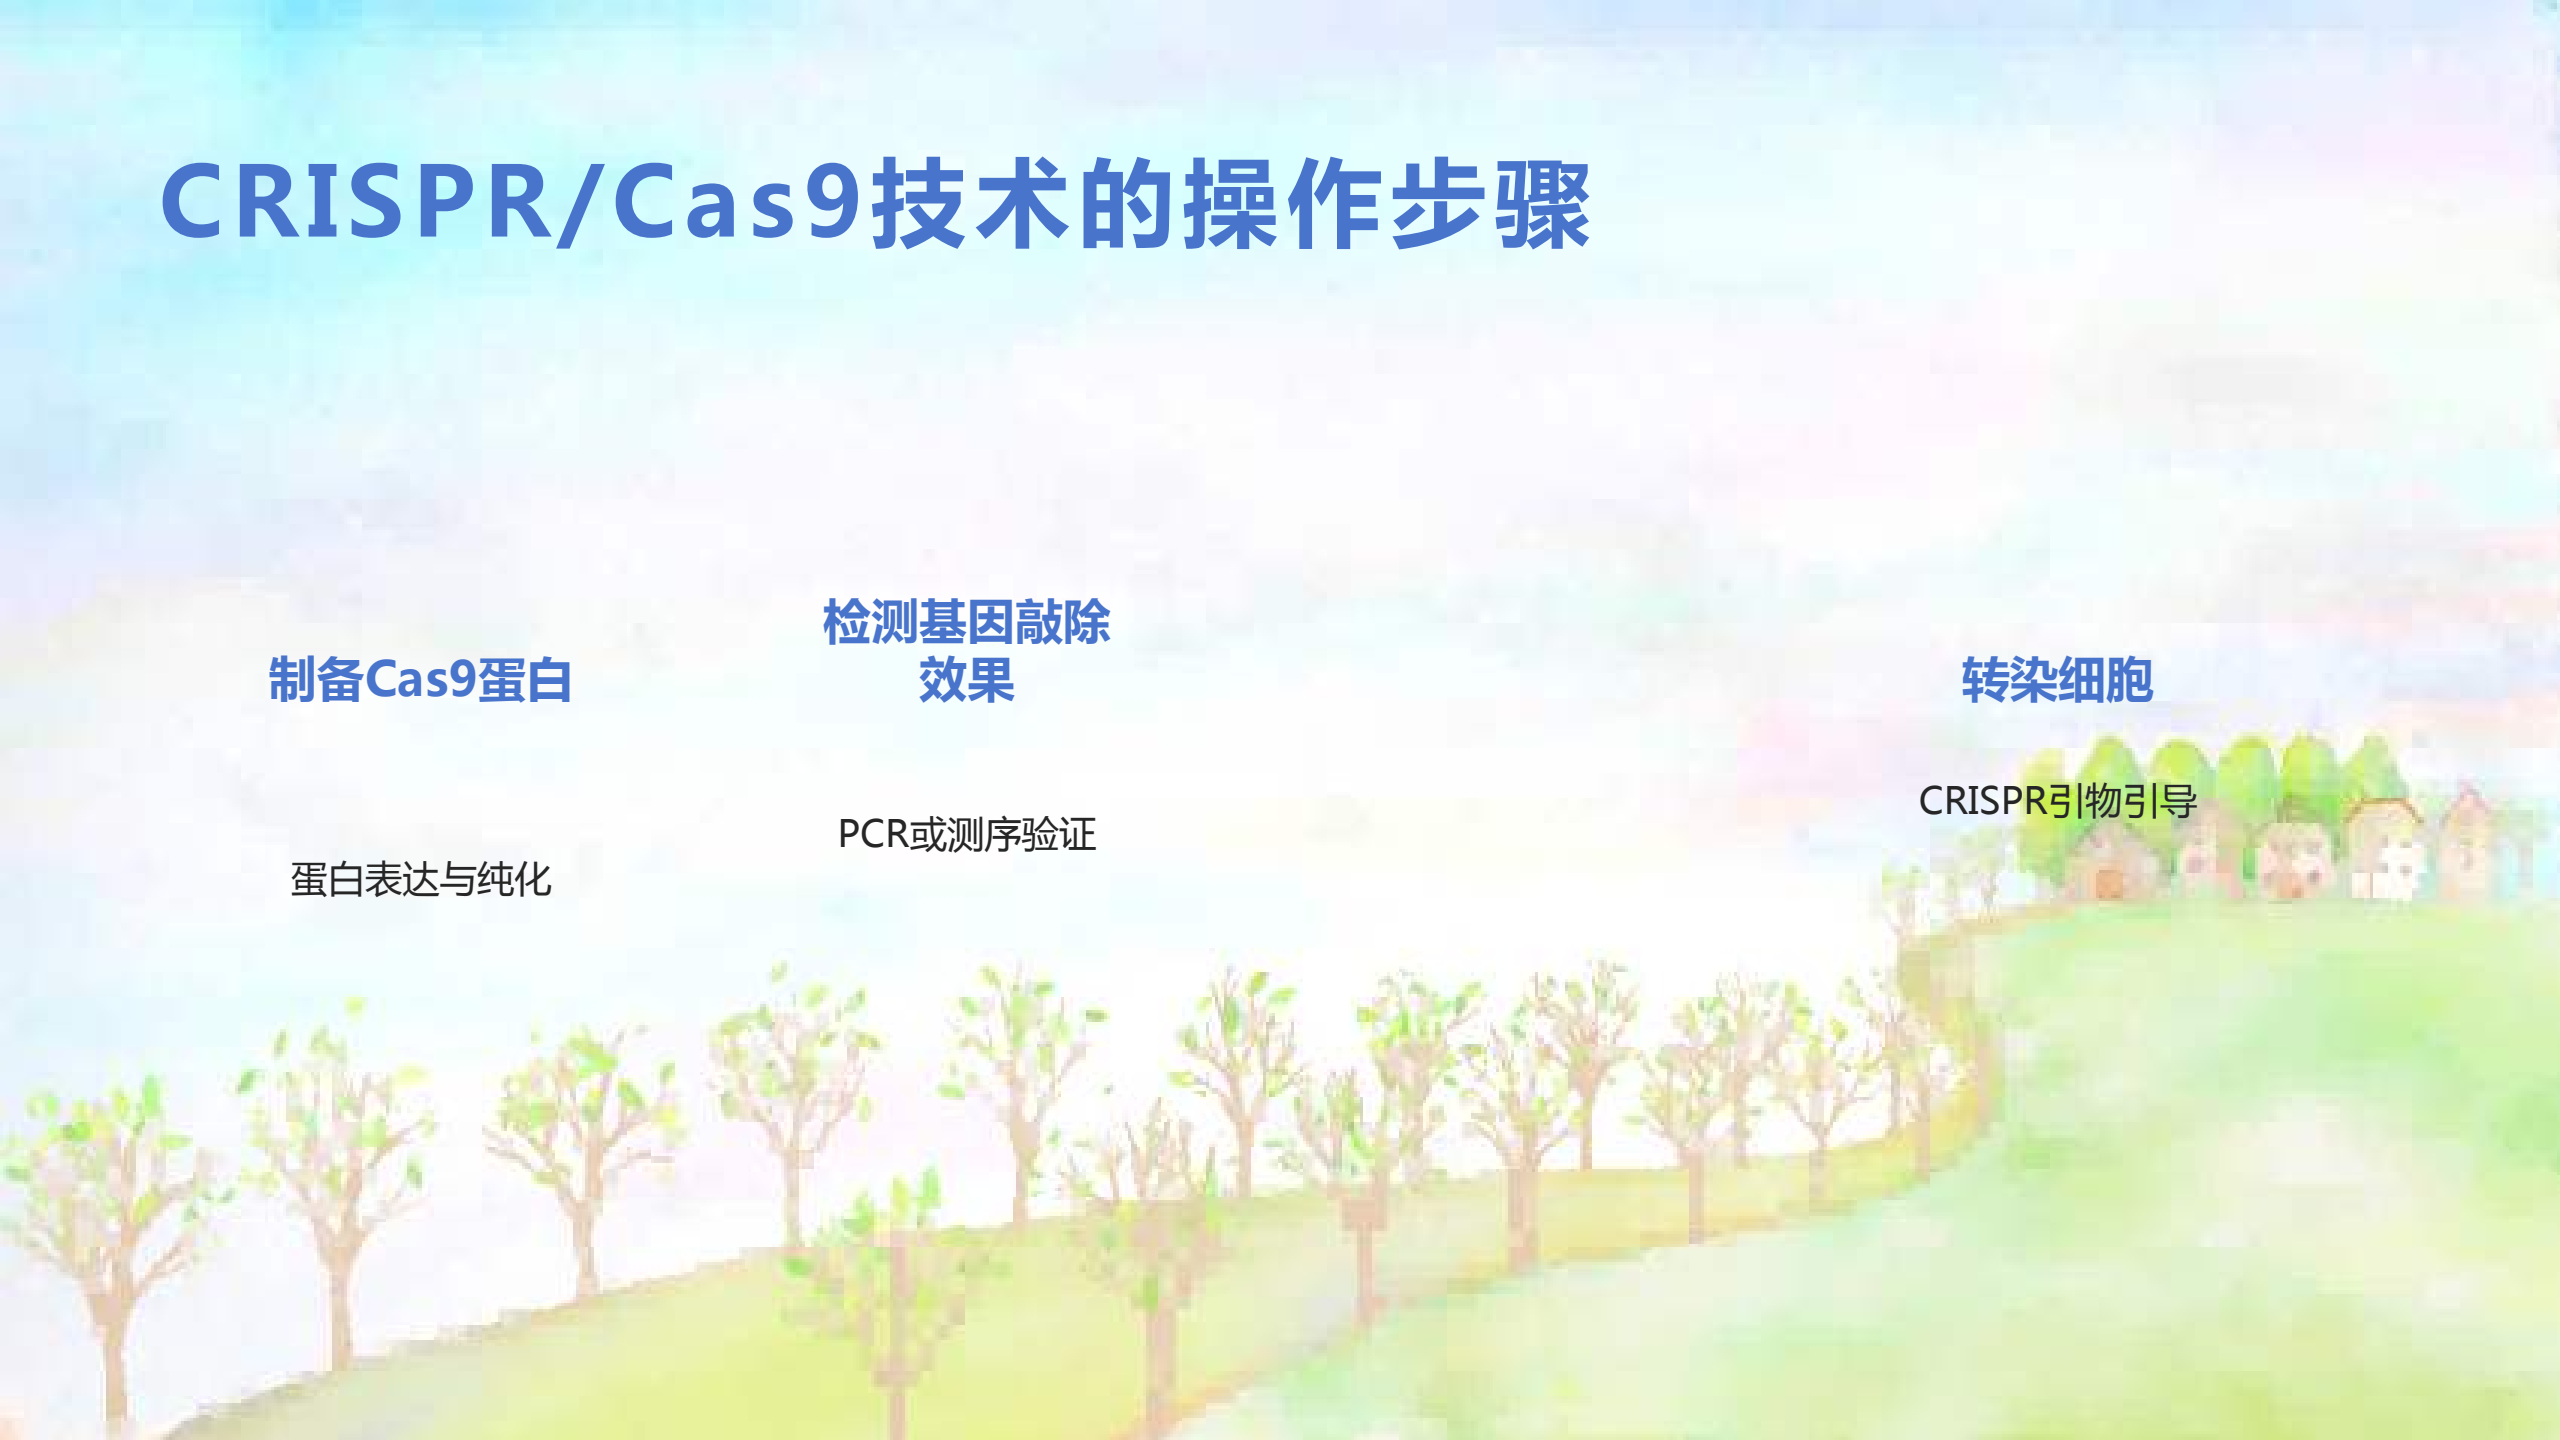 CRISPR/Cas9技术的操作步骤
制备Cas9蛋白
蛋白表达与纯化
检测基因敲除
效果
PCR或测序验证
转染细胞
CRISPR引物引导